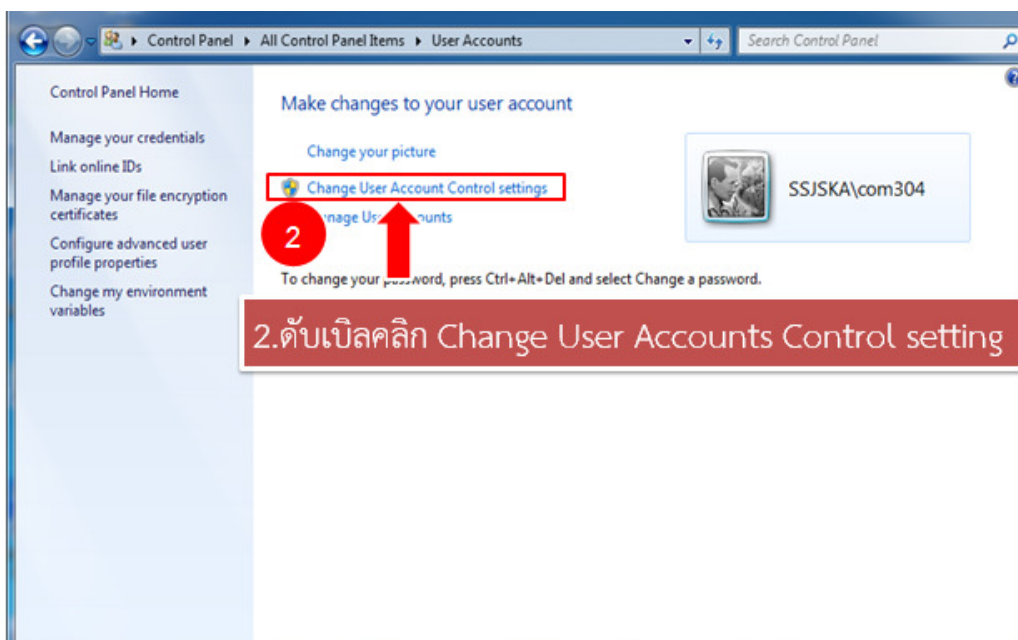 Control Panel ▸ All Control Panel Items ▸ User Accounts
Search Control Panel
Control Panel Home
Manage your credentials
Link online IDs
Manage your file encryption
certificates
Configure advanced user
profile properties
Change my environment
variables
Make changes to your user account
Change your picture
Change User Account Control settings
2
To change your password, press Ctrl+Alt+Del and select Change a password.
SSJSKA\com304
2.ดับเบิลคลิก Change User Accounts Control setting